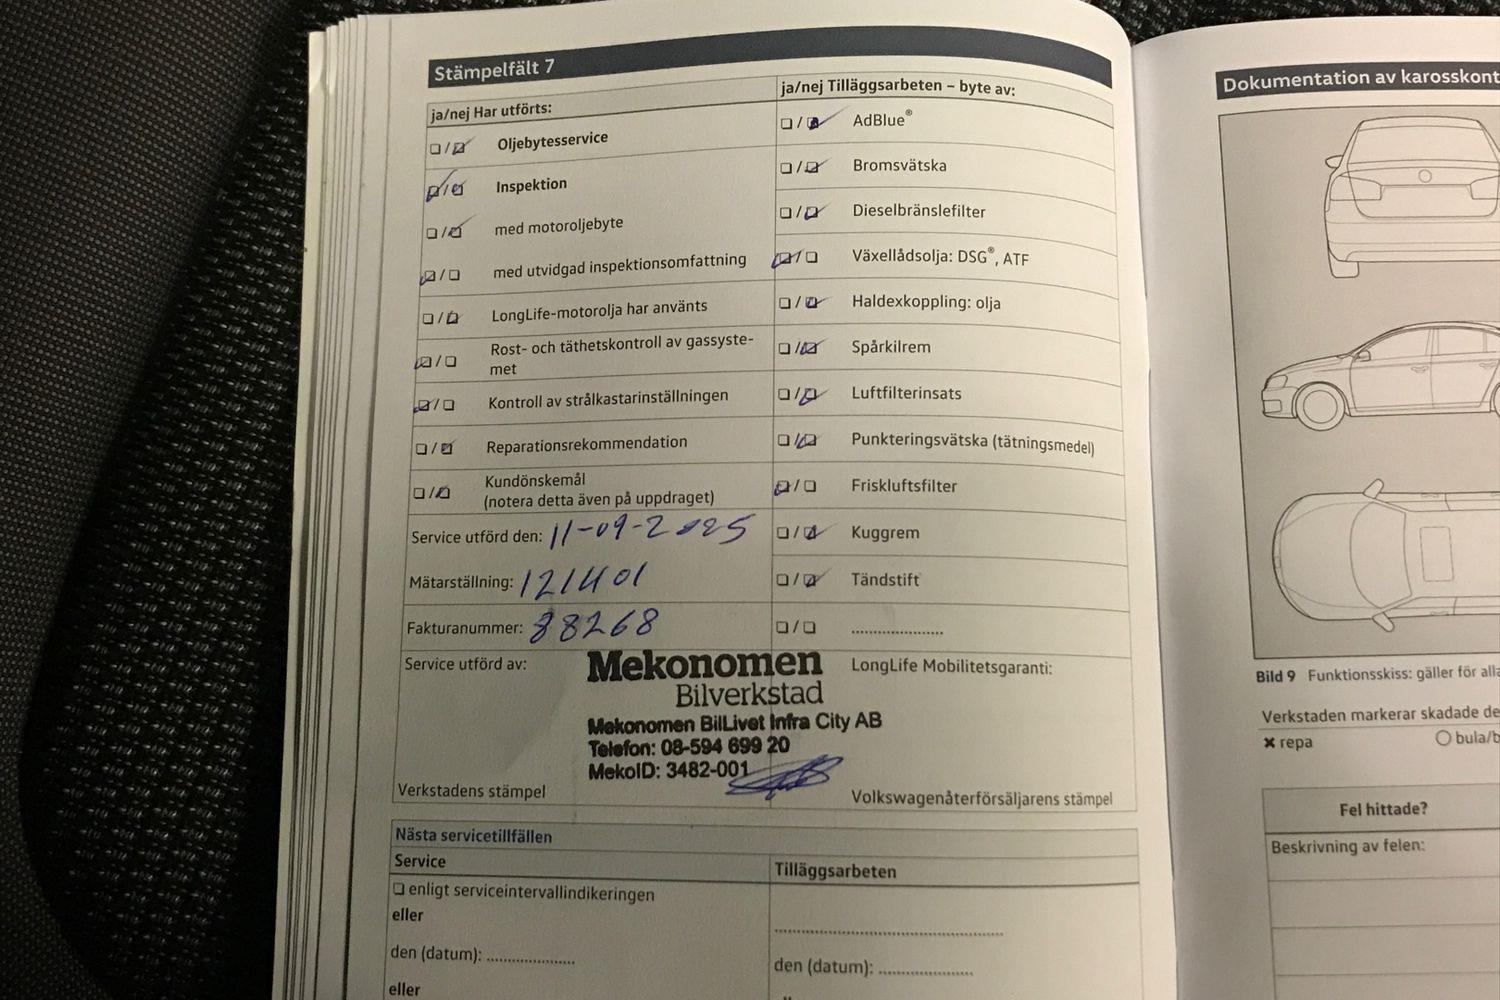 Stämpelfält 7
ja/nej Har utförts:
Oljebytesservice
Inspektion
med motoroljebyte
med utvidgad inspektionsomfattning
LongLife-motorolja har använts
Rost- och täthetskontroll av gassyste-
met
Kontroll av strålkastarinställningen
Reparationsrekommendation
Kundönskemål
(notera detta även på uppdraget)
Service utförd den: 11-09-2025
Mätarställning: 121401
Fakturanummer: 88268
ja/nej Tilläggsarbeten – byte av:
AdBlue®
Bromsvätska
Dieselbränslefilter
Växellådsolja: DSG®, ATF
Haldexkoppling: olja
Spårkilrem
Luftfilterinsats
Punkteringsvätska (tätningsmedel)
Friskluftsfilter
Kuggrem
Tändstift
.....................
Service utförd av:
Mekonomen
Bilverkstad
Mekonomen BilLivet Infra City AB
Telefon: 08-594 699 20
MekoID: 3482-001
Verkstadens stämpel
LongLife Mobilitetsgaranti:
Volkswagenåterförsäljarens stämpel
Nästa servicetillfällen
Service
enligt serviceintervallindikeringen
eller
den (datum): ....................
eller
Tilläggsarbeten
..................................................
den (datum): .....................
Dokumentation av karosskont
Bild 9 Funktionsskiss: gäller för alla
Verkstaden markerar skadade de
✖ repa
bula/b
Fel hittade?
Beskrivning av felen: